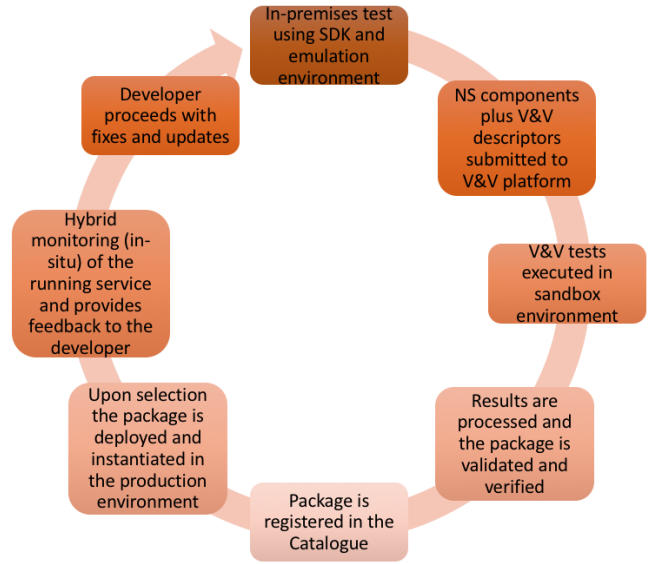 In-premises test
using SDK and
emulation
environment
NS components
plus V&V
descriptors
submitted to
V&V platform
V&V tests
executed in
sandbox
environment
Results are
processed and
the package is
validated and
verified
Package is
registered in the
Catalogue
Upon selection
the package is
deployed and
instantiated in
the production
environment
Hybrid
monitoring (in-
situ) of the
running service
and provides
feedback to the
developer
Developer
proceeds with
fixes and updates